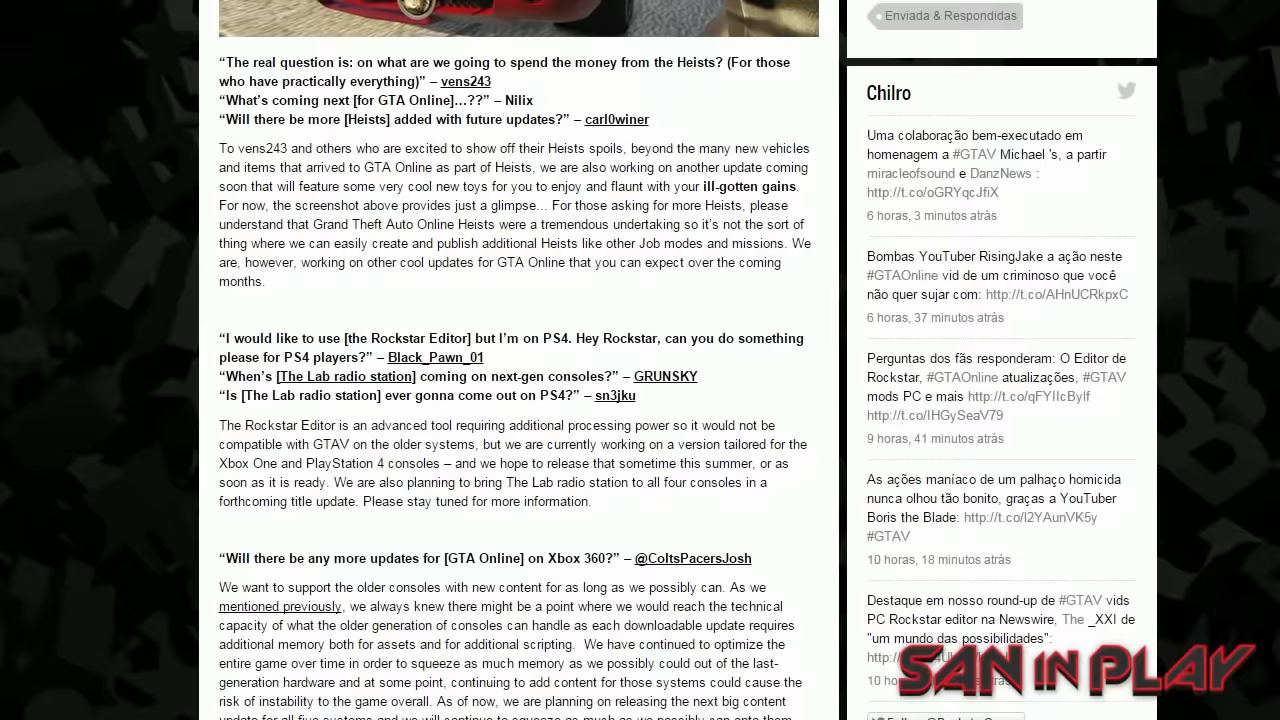 “The real question is: on what are we going to spend the money from the Heists? (For those
who have practically everything)” – vens243
“What’s coming next [for GTA Online]…??” – Nilix
“Will there be more [Heists] added with future updates?” – carl0winer
To vens243 and others who are excited to show off their Heists spoils, beyond the many new vehicles
and items that arrived to GTA Online as part of Heists, we are also working on another update coming
soon that will feature some very cool new toys for you to enjoy and flaunt with your ill-gotten gains.
For now, the screenshot above provides just a glimpse... For those asking for more Heists, please
understand that Grand Theft Auto Online Heists were a tremendous undertaking so it’s not the sort of
thing where we can easily create and publish additional Heists like other Job modes and missions. We
are, however, working on other cool updates for GTA Online that you can expect over the coming
months.
“I would like to use [the Rockstar Editor] but I’m on PS4. Hey Rockstar, can you do something
please for PS4 players?” – Black_Pawn_01
“When’s [The Lab radio station] coming on next-gen consoles?” – GRUNSKY
“Is [The Lab radio station] ever gonna come out on PS4?” – sn3jku
The Rockstar Editor is an advanced tool requiring additional processing power so it would not be
compatible with GTAV on the older systems, but we are currently working on a version tailored for the
Xbox One and PlayStation 4 consoles – and we hope to release that sometime this summer, or as
soon as it is ready. We are also planning to bring The Lab radio station to all four consoles in a
forthcoming title update. Please stay tuned for more information.
“Will there be any more updates for [GTA Online] on Xbox 360?” – @ColtsPacersJosh
We want to support the older consoles with new content for as long as we possibly can. As we
mentioned previously, we always knew there might be a point where we would reach the technical
capacity of what the older generation of consoles can handle as each downloadable update requires
additional memory both for assets and for additional scripting. We have continued to optimize the
entire game over time in order to squeeze as much memory as we possibly could out of the last-
generation hardware and at some point, continuing to add content for those systems could cause the
risk of instability to the game overall. As of now, we are planning on releasing the next big content
update for all five systems and we will continue to squeeze as much as we possibly can onto them
Enviada & Respondidas
Chilro
Uma colaboração bem-executado em
homenagem a #GTAV Michael 's, a partir
miracleofsound e DanzNews :
http://t.co/oGRYqcJfiX
6 horas, 3 minutos atrás
Bombas YouTuber RisingJake a ação neste
#GTAOnline vid de um criminoso que você
não quer sujar com: http://t.co/AHnUCRkpxC
6 horas, 37 minutos atrás
Perguntas dos fãs responderam: O Editor de
Rockstar, #GTAOnline atualizações, #GTAV
mods PC e mais http://t.co/qFYIIcBylf
http://t.co/IHGySeaV79
9 horas, 41 minutos atrás
As ações maníaco de um palhaço homicida
nunca olhou tão bonito, graças a YouTuber
Boris the Blade: http://t.co/l2YAunVK5y
#GTAV
10 horas, 18 minutos atrás
Destaque em nosso round-up de #GTAV vids
PC Rockstar editor na Newswire, The _XXI de
"um mundo das possibilidades":
SAN IN PLAY